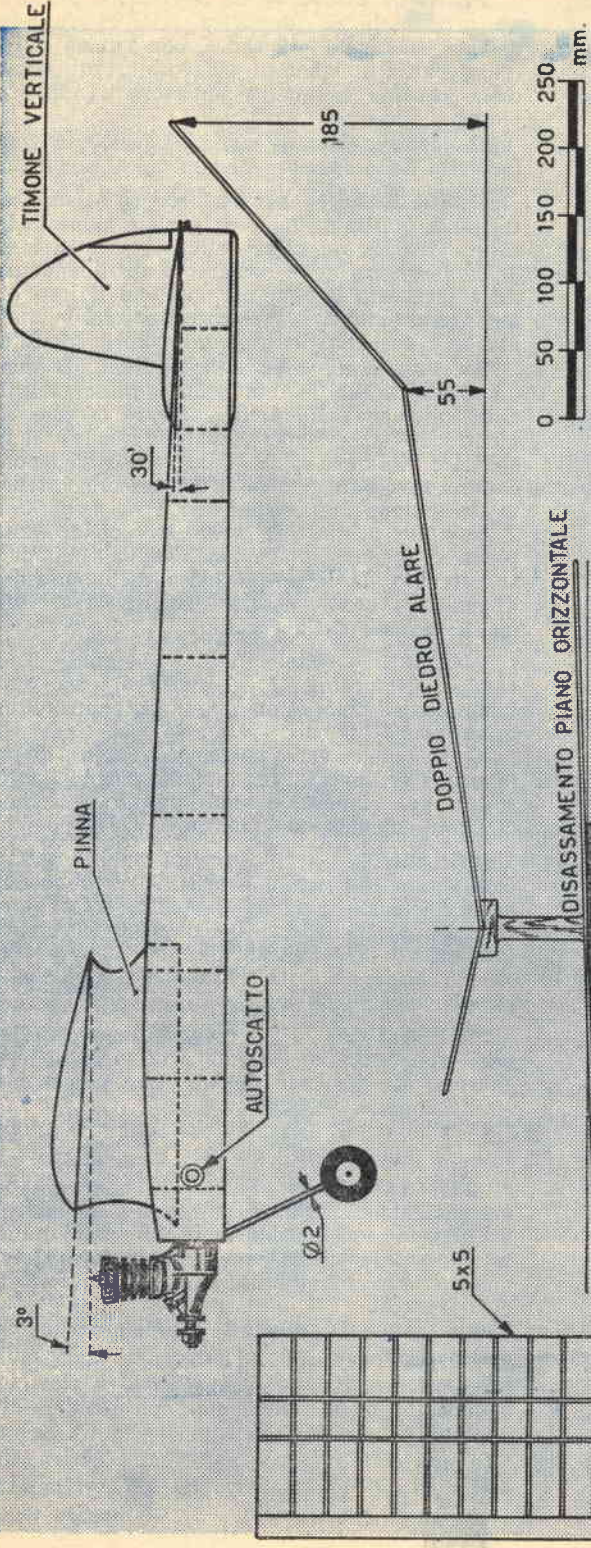 TIMONE VERTICALE
30'
185
55
PINNA
DOPPIO DIEDRO ALARE
0 50 100 150 200 250
mm.
AUTOSCATTO
DISASSAMENTO PIANO ORIZZONTALE
3°
Ø2
5x5